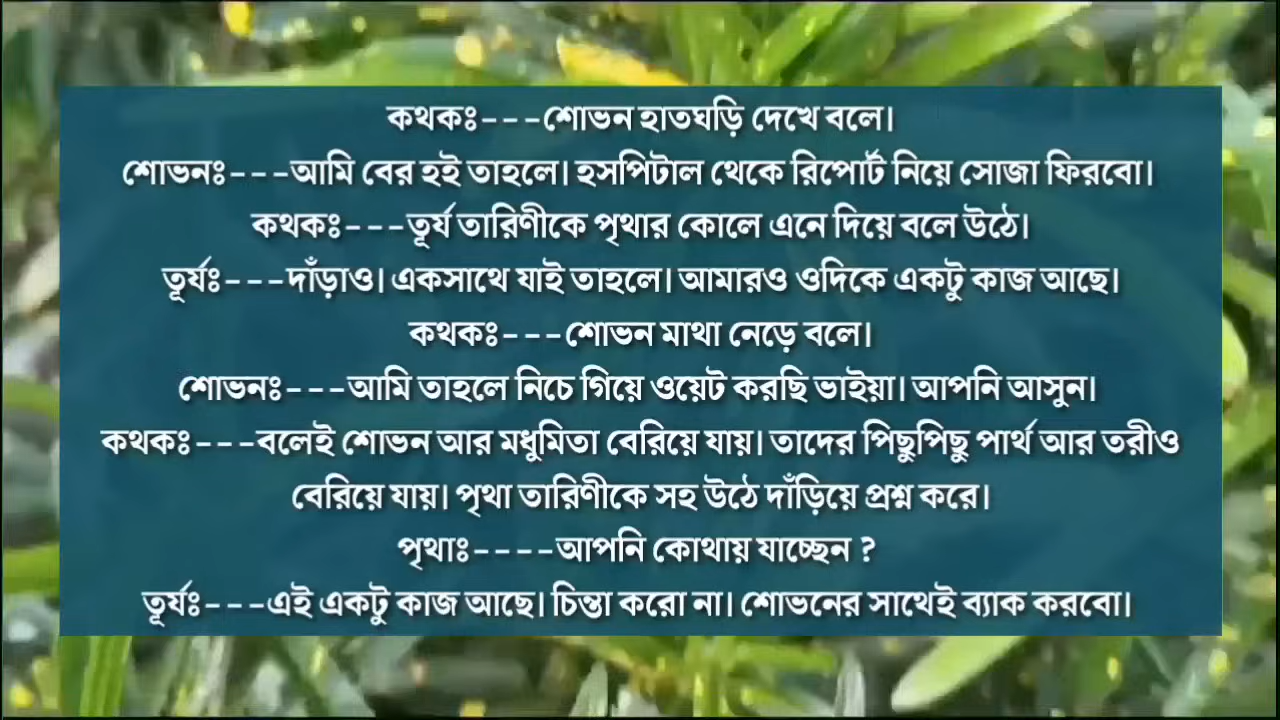 কথকঃ---শোভন হাতঘড়ি দেখে বলে।
শোভনঃ---আমি বের হই তাহলে। হসপিটাল থেকে রিপোর্ট নিয়ে সোজা ফিরবো।
কথকঃ---তূর্য তারিণীকে পৃথার কোলে এনে দিয়ে বলে উঠে।
তূর্যঃ---দাঁড়াও। একসাথে যাই তাহলে। আমারও ওদিকে একটু কাজ আছে।
কথকঃ---শোভন মাথা নেড়ে বলে।
শোভনঃ---আমি তাহলে নিচে গিয়ে ওয়েট করছি ভাইয়া। আপনি আসুন।
কথকঃ---বলেই শোভন আর মধুমিতা বেরিয়ে যায়। তাদের পিছুপিছু পার্থ আর তরীও
বেরিয়ে যায়। পৃথা তারিণীকে সহ উঠে দাঁড়িয়ে প্রশ্ন করে।
পৃথাঃ----আপনি কোথায় যাচ্ছেন ?
তূর্যঃ---এই একটু কাজ আছে। চিন্তা করো না। শোভনের সাথেই ব্যাক করবো।